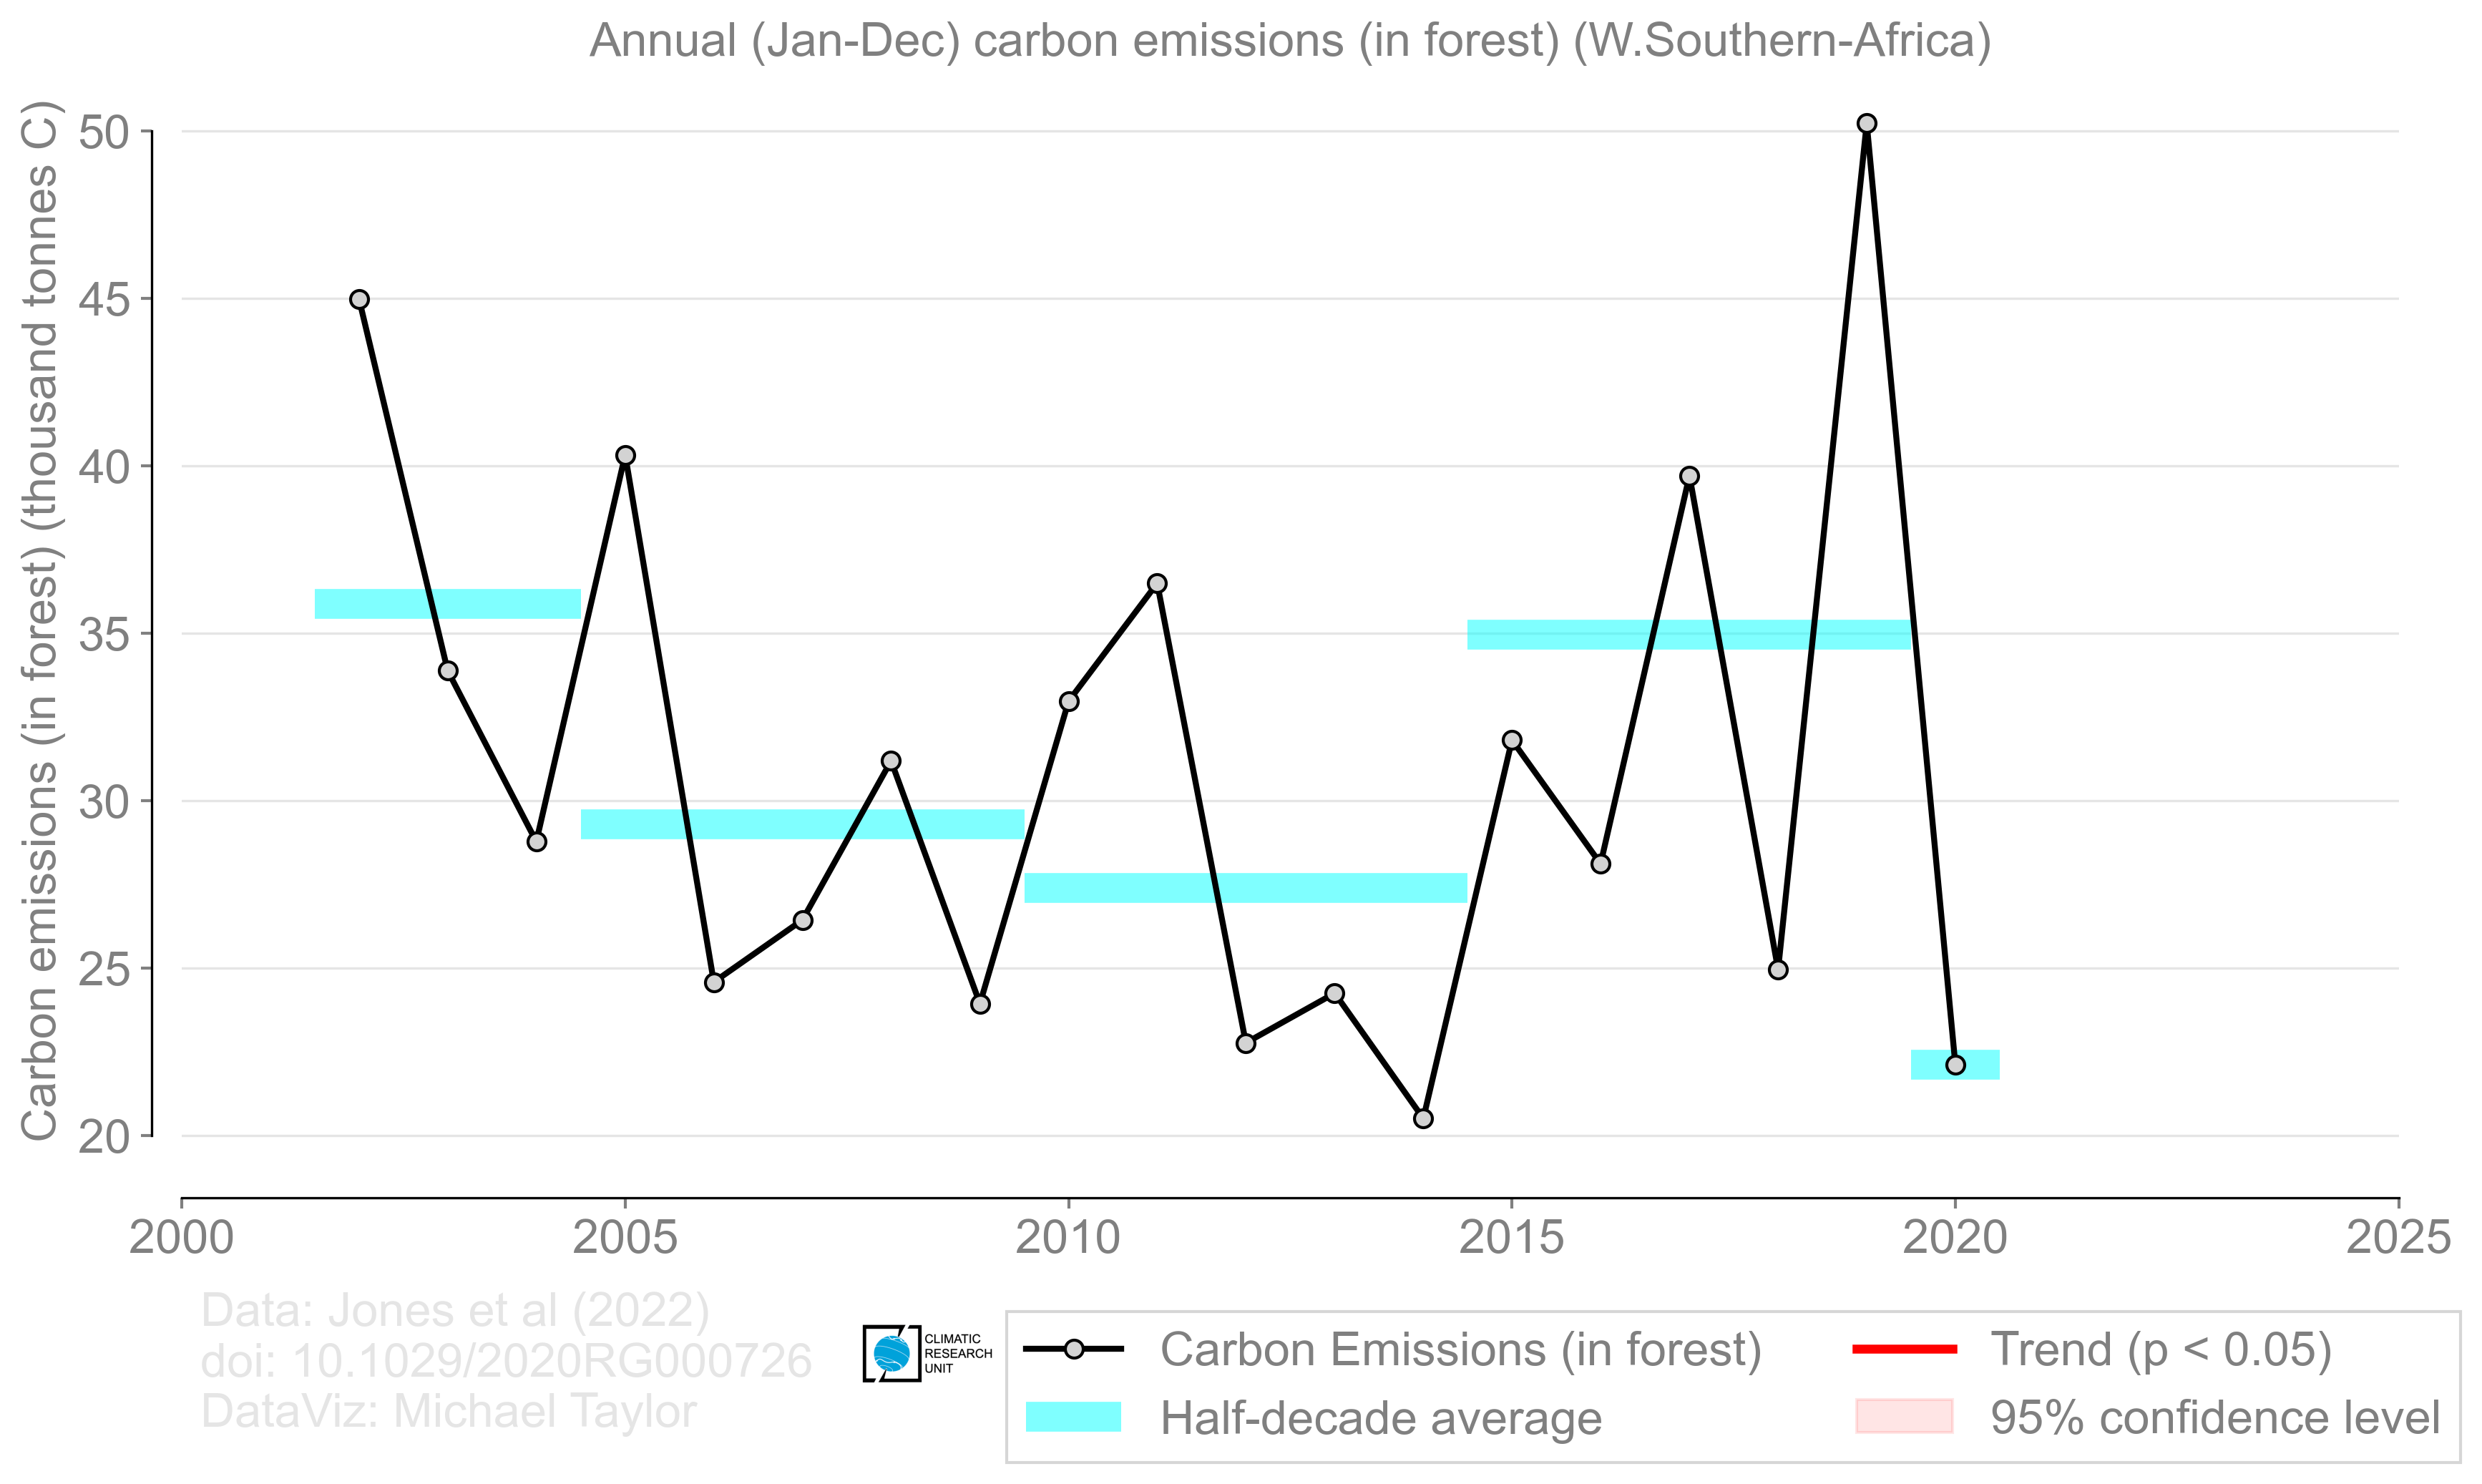 Annual (Jan-Dec) carbon emissions (in forest) (W.Southern-Africa)
Carbon emissions (in forest) (thousand tonnes C)
50
45
40
35
30
25
20
2000 2005 2010 2015 2020 2025
Data: Jones et al (2022)
doi: 10.1029/2020RG000726
DataViz: Michael Taylor
CLIMATIC
RESEARCH
UNIT
Carbon Emissions (in forest)
Half-decade average
Trend (p < 0.05)
95% confidence level